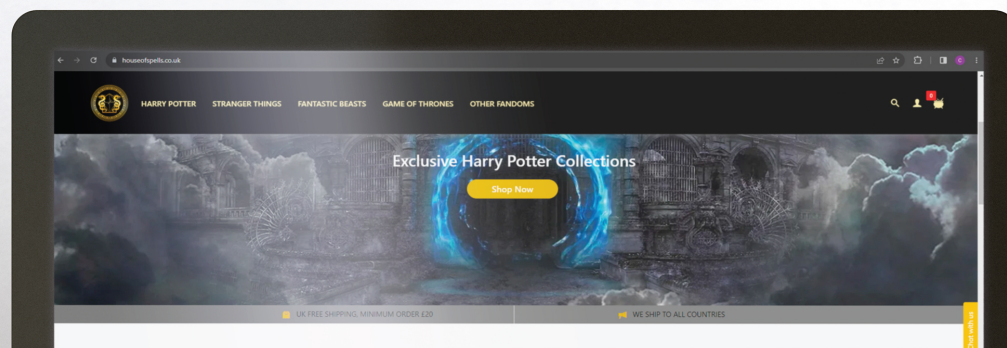 houseofspells.co.uk
C
HARRY POTTER STRANGER THINGS FANTASTIC BEASTS GAME OF THRONES OTHER FANDOMS
0
Exclusive Harry Potter Collections
Shop Now
UK FREE SHIPPING, MINIMUM ORDER £20 WE SHIP TO ALL COUNTRIES
Chat with us